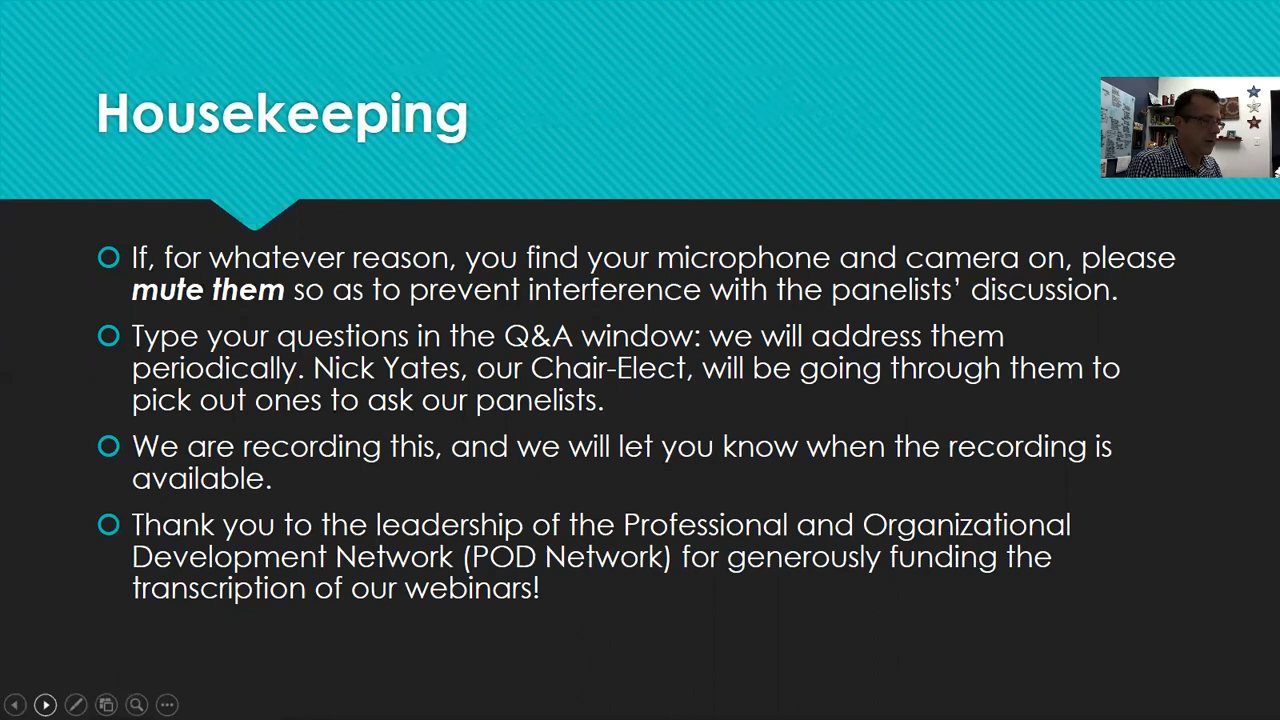 Housekeeping
If, for whatever reason, you find your microphone and camera on, please
mute them so as to prevent interference with the panelists’ discussion.
Type your questions in the Q&A window: we will address them
periodically. Nick Yates, our Chair-Elect, will be going through them to
pick out ones to ask our panelists.
We are recording this, and we will let you know when the recording is
available.
Thank you to the leadership of the Professional and Organizational
Development Network (POD Network) for generously funding the
transcription of our webinars!